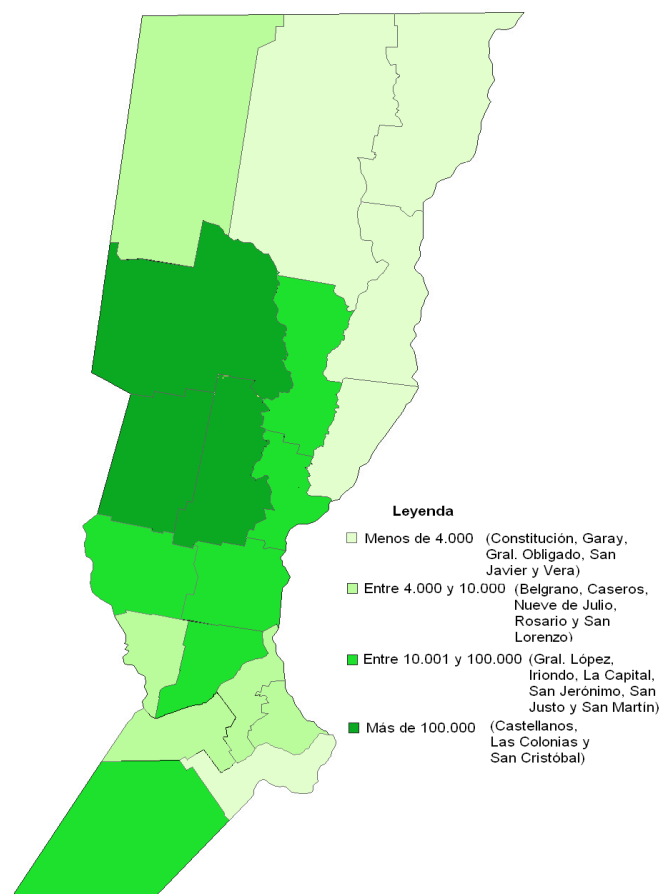 Leyenda
Menos de 4.000 (Constitución, Garay,
Gral. Obligado, San
Javier y Vera)
Entre 4.000 y 10.000 (Belgrano, Caseros,
Nueve de Julio,
Rosario y San
Lorenzo)
Entre 10.001 y 100.000 (Gral. López,
Iriondo, La Capital,
San Jerónimo, San
Justo y San Martín)
Más de 100.000 (Castellanos,
Las Colonias y
San Cristóbal)